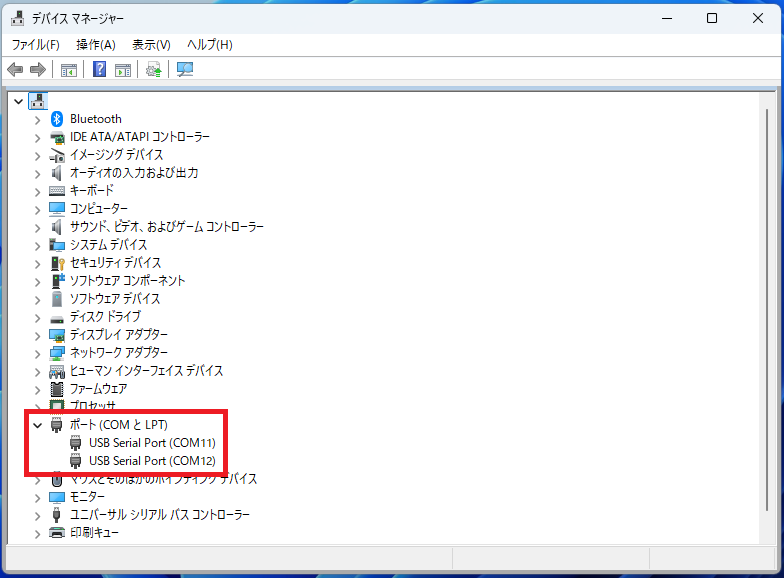 デバイス マネージャー
ファイル(F) 操作(A) 表示(V) ヘルプ(H)
Bluetooth
IDE ATA/ATAPI コントローラー
イメージング デバイス
オーディオの入力および出力
キーボード
コンピューター
サウンド、ビデオ、およびゲーム コントローラー
システム デバイス
セキュリティ デバイス
ソフトウェア コンポーネント
ソフトウェア デバイス
ディスク ドライブ
ディスプレイ アダプター
ネットワーク アダプター
ヒューマン インターフェイス デバイス
ファームウェア
プロセッサ
ポート (COM と LPT)
USB Serial Port (COM11)
USB Serial Port (COM12)
マウスとそのほかのポインティング デバイス
モニター
ユニバーサル シリアル バス コントローラー
印刷キュー